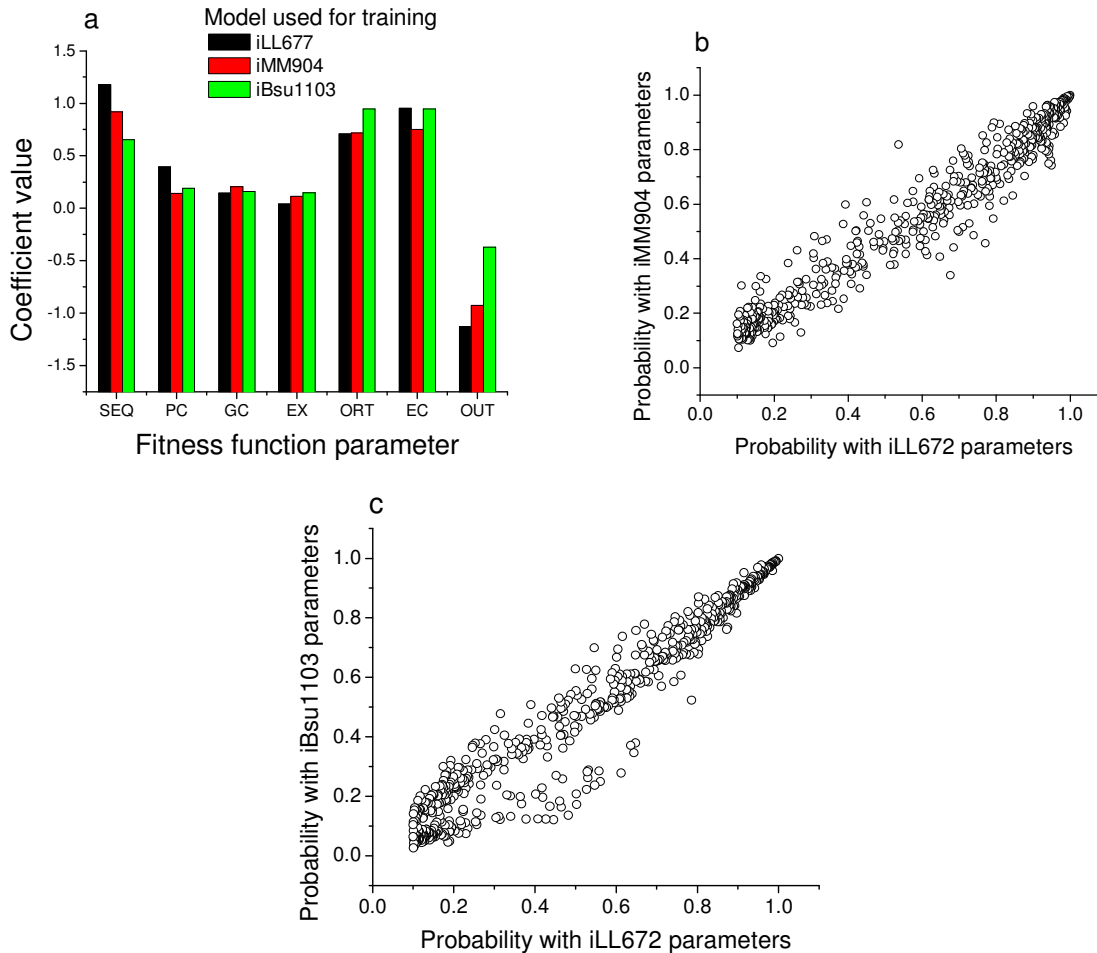 a
Model used for training
iLL677
iMM904
iBsu1103
1.5
1.0
0.5
0.0
-0.5
-1.0
-1.5
Coefficient value
SEQ PC GC EX ORT EC OUT
Fitness function parameter
b
1.0
0.8
0.6
0.4
0.2
0.0
Probability with iMM904 parameters
0.0 0.2 0.4 0.6 0.8 1.0
Probability with iLL672 parameters
c
1.0
0.8
0.6
0.4
0.2
0.0
Probability with iBsu1103 parameters
0.0 0.2 0.4 0.6 0.8 1.0
Probability with iLL672 parameters